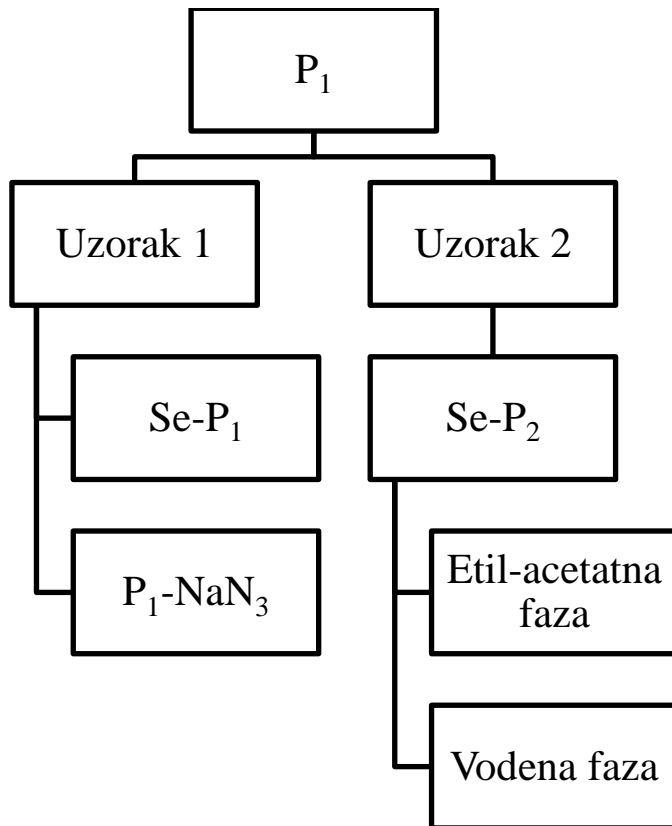 P₁
Uzorak 1
Uzorak 2
Se-P₁
Se-P₂
P₁-NaN₃
Etil-acetatna
faza
Vodena faza